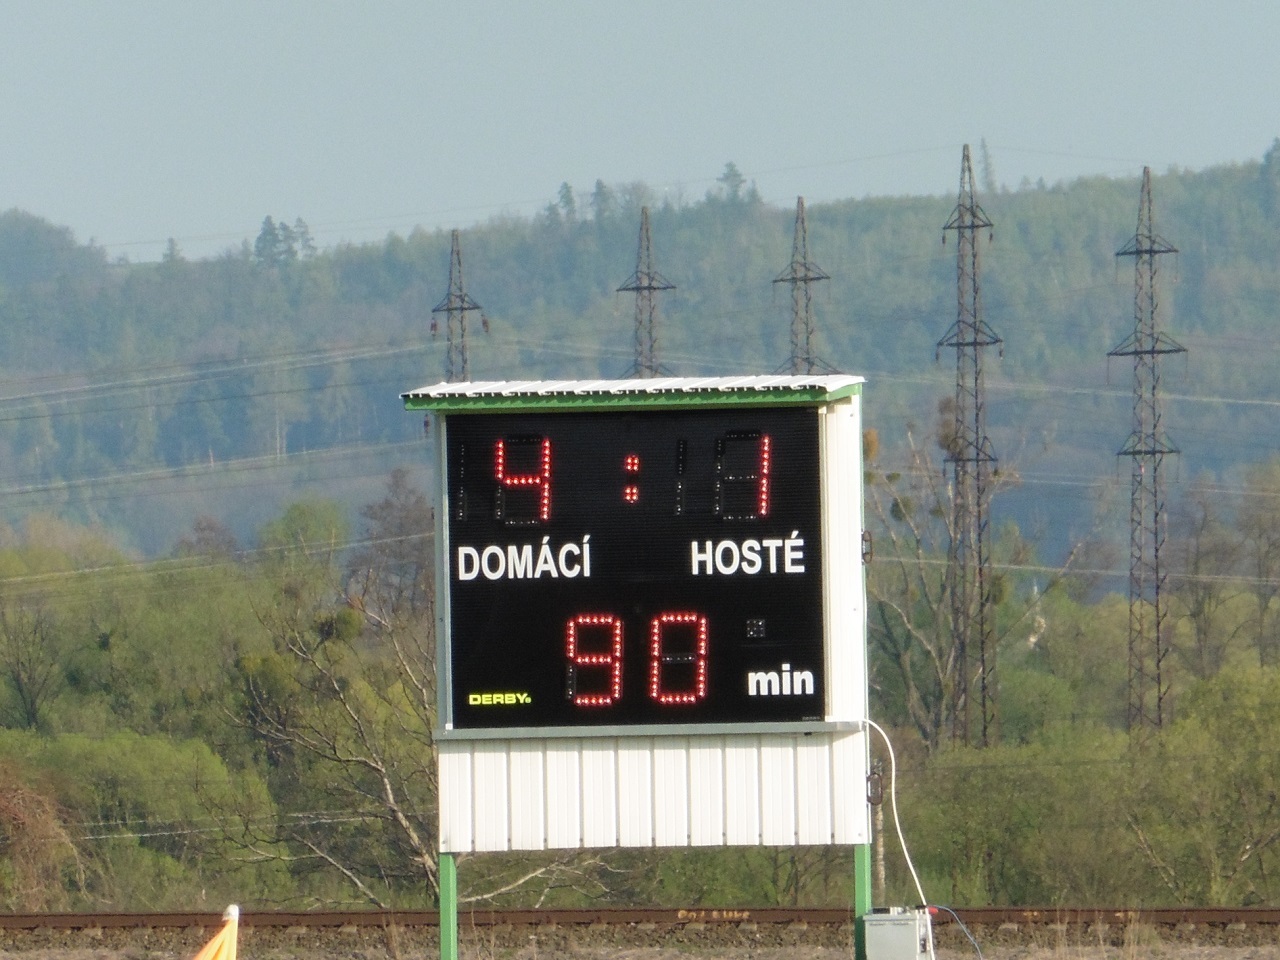 4 : 1
DOMÁCÍ HOSTÉ
90 min
DERBY